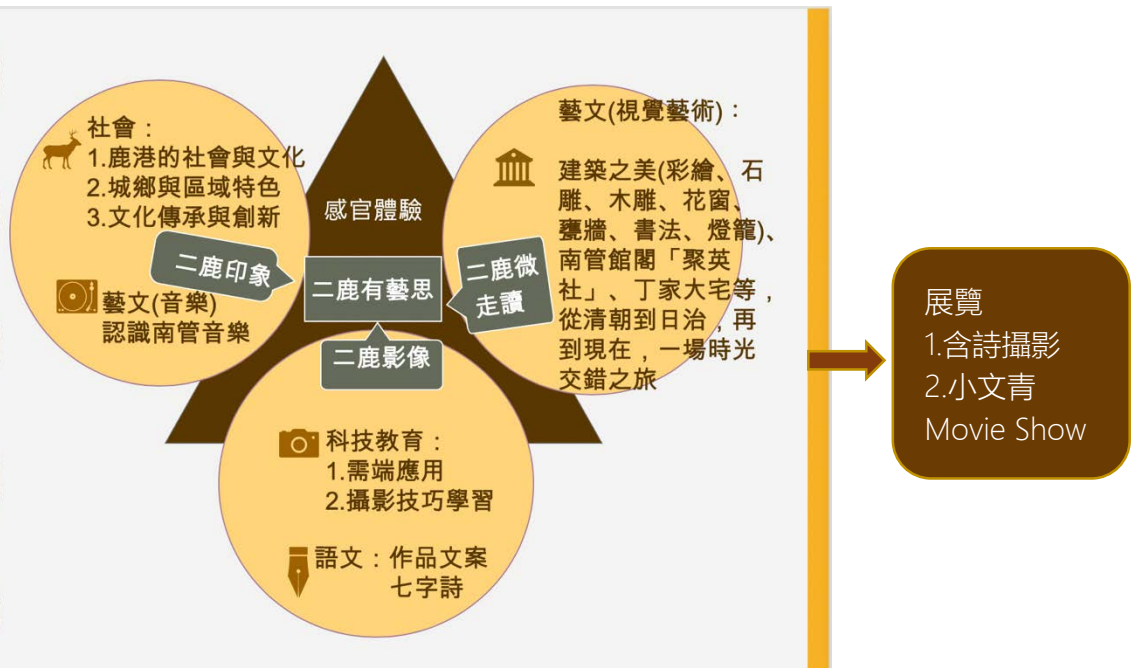 社會：
1.鹿港的社會與文化
2.城鄉與區域特色
3.文化傳承與創新
藝文(音樂)
認識南管音樂
二鹿印象
感官體驗
二鹿有藝思
二鹿微
走讀
二鹿影像
藝文(視覺藝術)：
建築之美(彩繪、石
雕、木雕、花窗、
甕牆、書法、燈籠)、
南管館閣「聚英
社」、丁家大宅等，
從清朝到日治，再
到現在，一場時光
交錯之旅
科技教育：
1.需端應用
2.攝影技巧學習
語文：作品文案
七字詩
展覽
1.含詩攝影
2.小文青
Movie Show